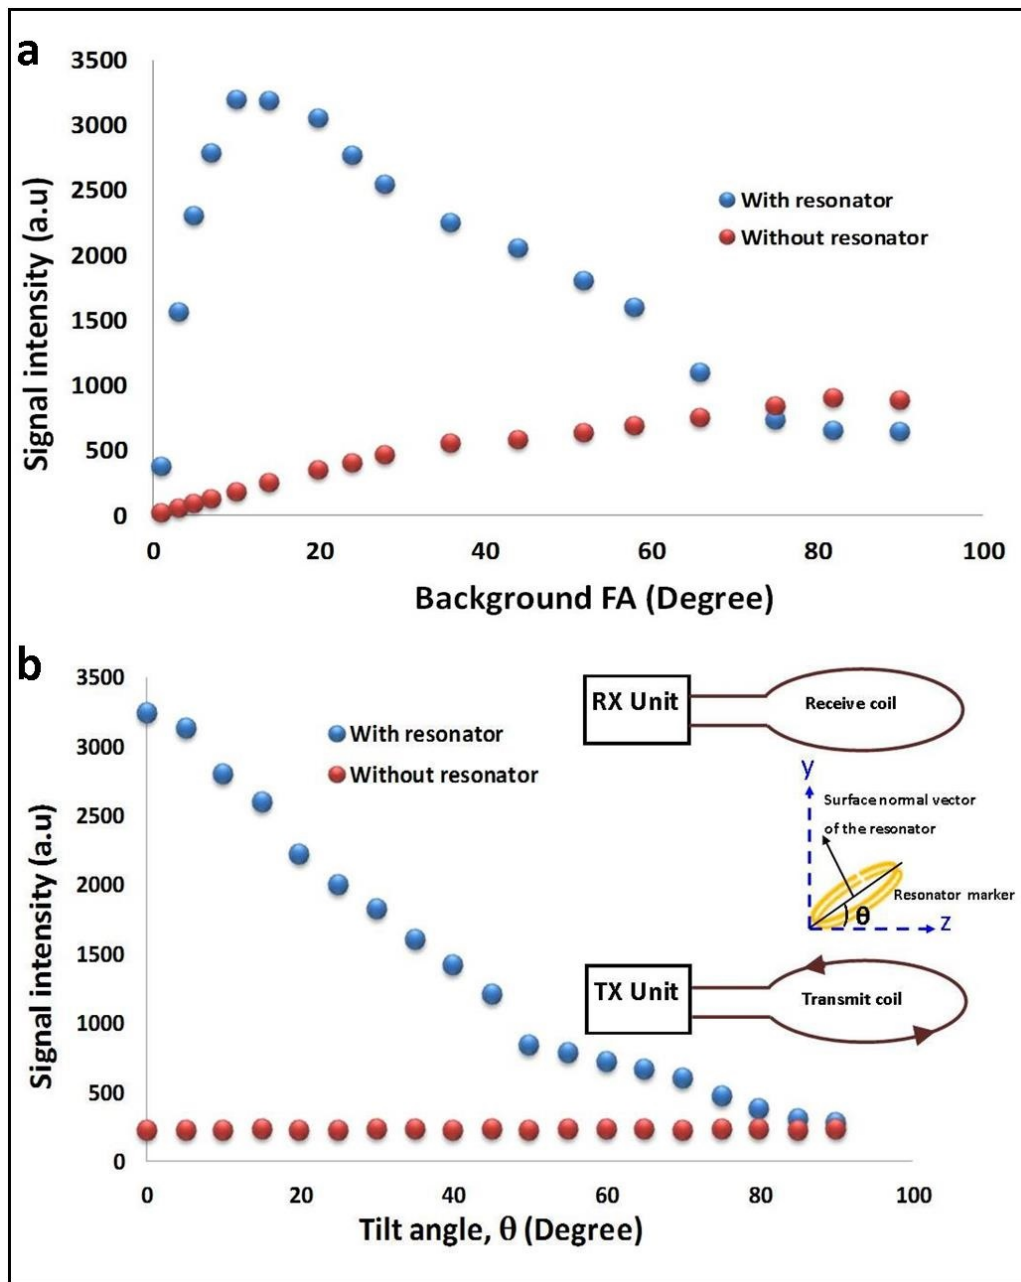 a
Signal intensity (a.u)
3500
3000
2500
2000
1500
1000
500
0
With resonator
Without resonator
0 20 40 60 80 100
Background FA (Degree)
b
Signal intensity (a.u)
3500
3000
2500
2000
1500
1000
500
0
With resonator
Without resonator
RX Unit
Receive coil
y
Surface normal vector
of the resonator
Resonator marker
θ
z
TX Unit
Transmit coil
0 20 40 60 80 100
Tilt angle, θ (Degree)